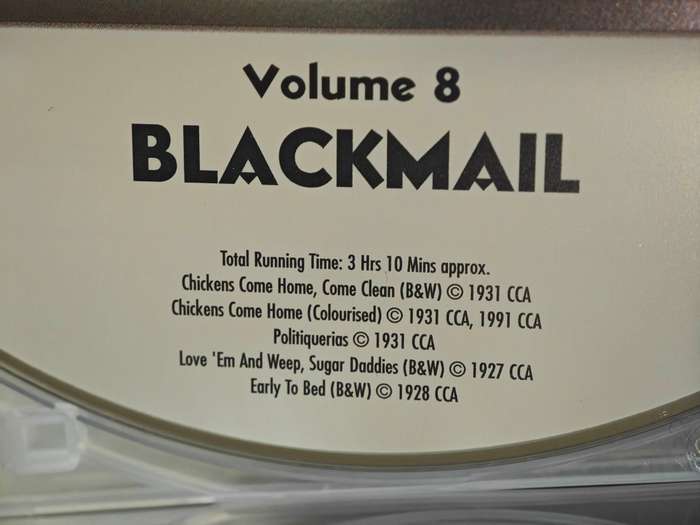 Volume 8
BLACKMAIL
Total Running Time: 3 Hrs 10 Mins approx.
Chickens Come Home, Come Clean (B&W) © 1931 CCA
Chickens Come Home (Colourised) © 1931 CCA, 1991 CCA
Politiquerias © 1931 CCA
Love 'Em And Weep, Sugar Daddies (B&W) © 1927 CCA
Early To Bed (B&W) © 1928 CCA